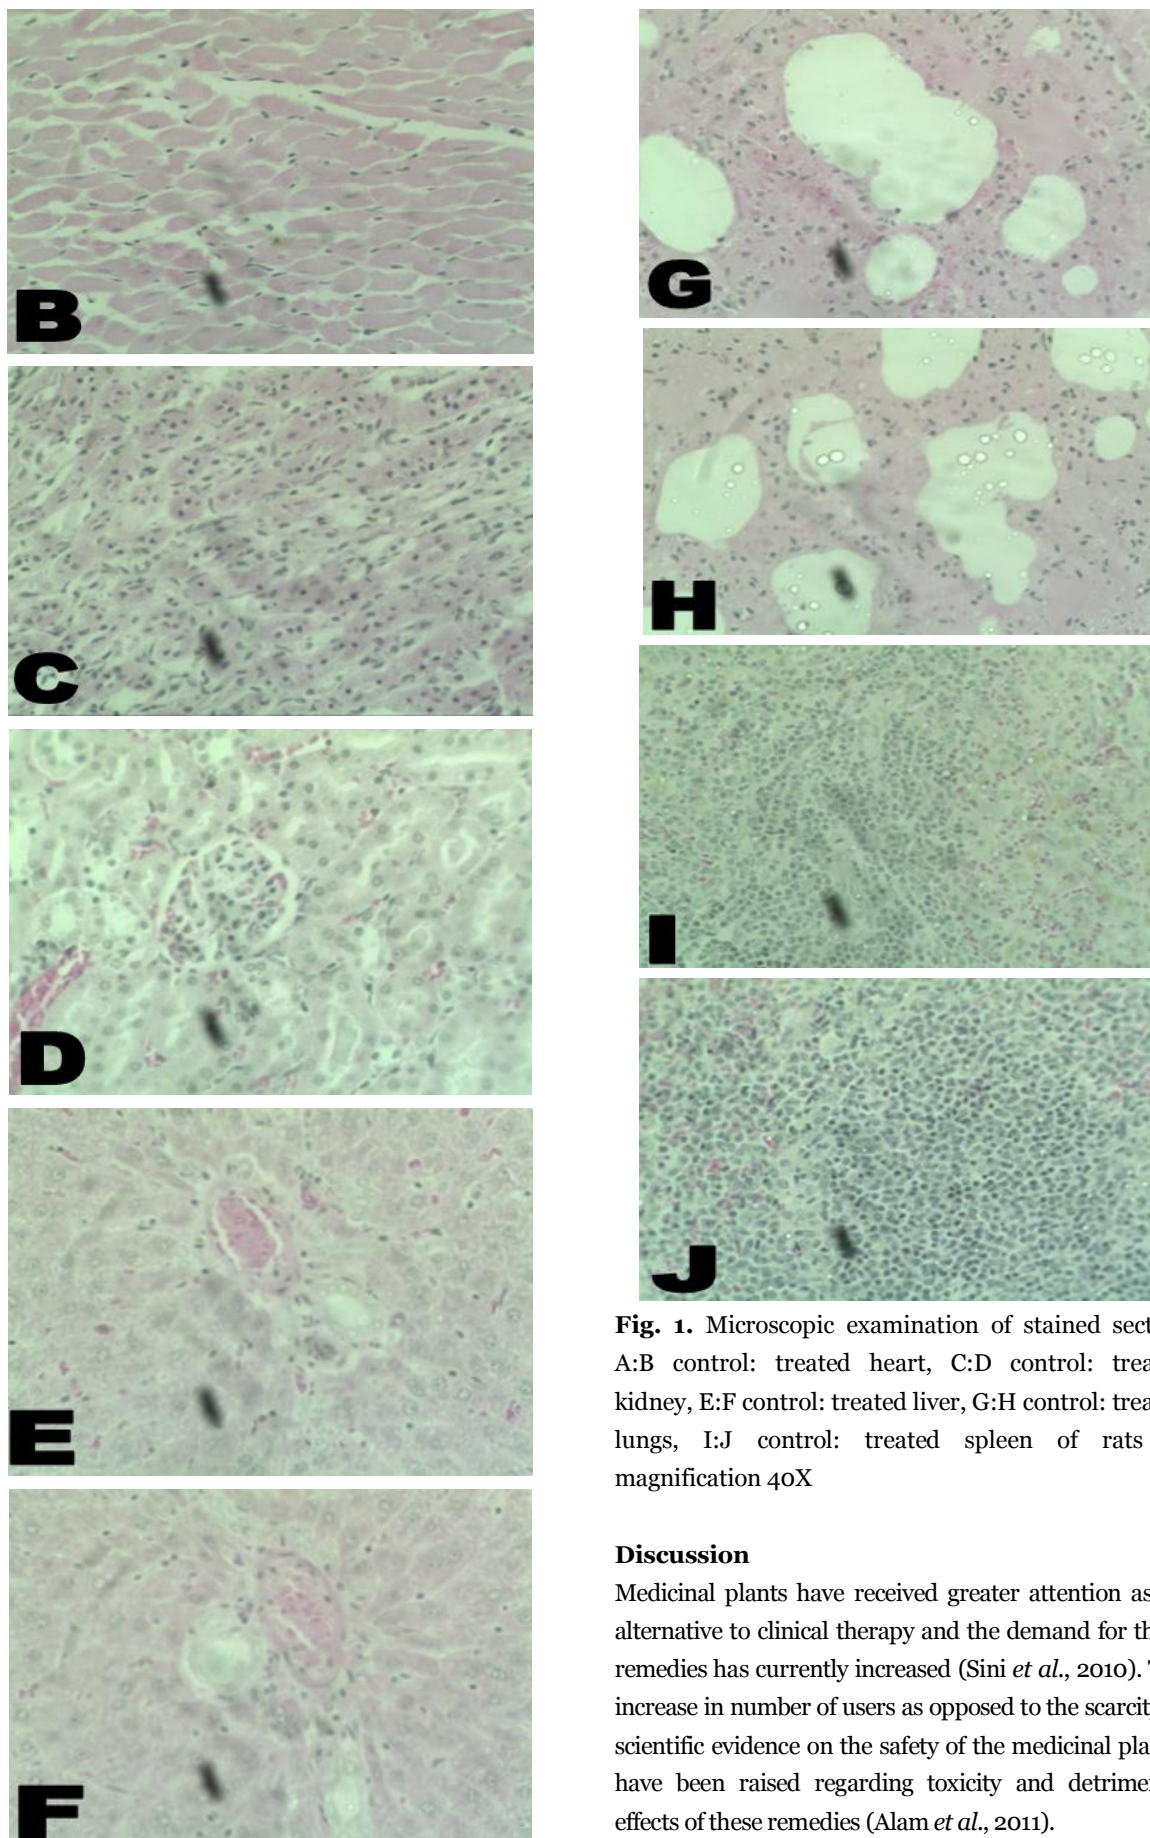 B
C
D
E
F
G
H
I
J
Fig. 1. Microscopic examination of stained sect
A:B control: treated heart, C:D control: trea
kidney, E:F control: treated liver, G:H control: trea
lungs, I:J control: treated spleen of rats
magnification 40X
Discussion
Medicinal plants have received greater attention as
alternative to clinical therapy and the demand for th
remedies has currently increased (Sini et al., 2010). T
increase in number of users as opposed to the scarcit
scientific evidence on the safety of the medicinal pla
have been raised regarding toxicity and detrime
effects of these remedies (Alam et al., 2011).